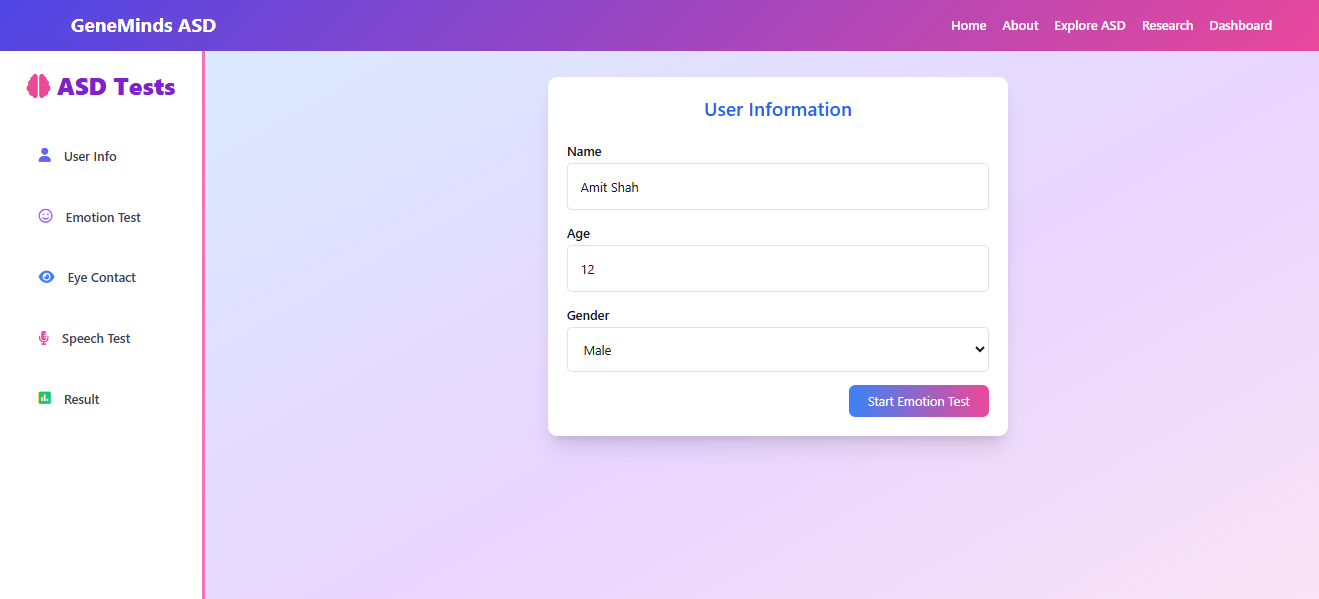 GeneMinds ASD
Home About Explore ASD Research Dashboard
ASD Tests
User Info
Emotion Test
Eye Contact
Speech Test
Result
User Information
Name
Amit Shah
Age
12
Gender
Male
Start Emotion Test